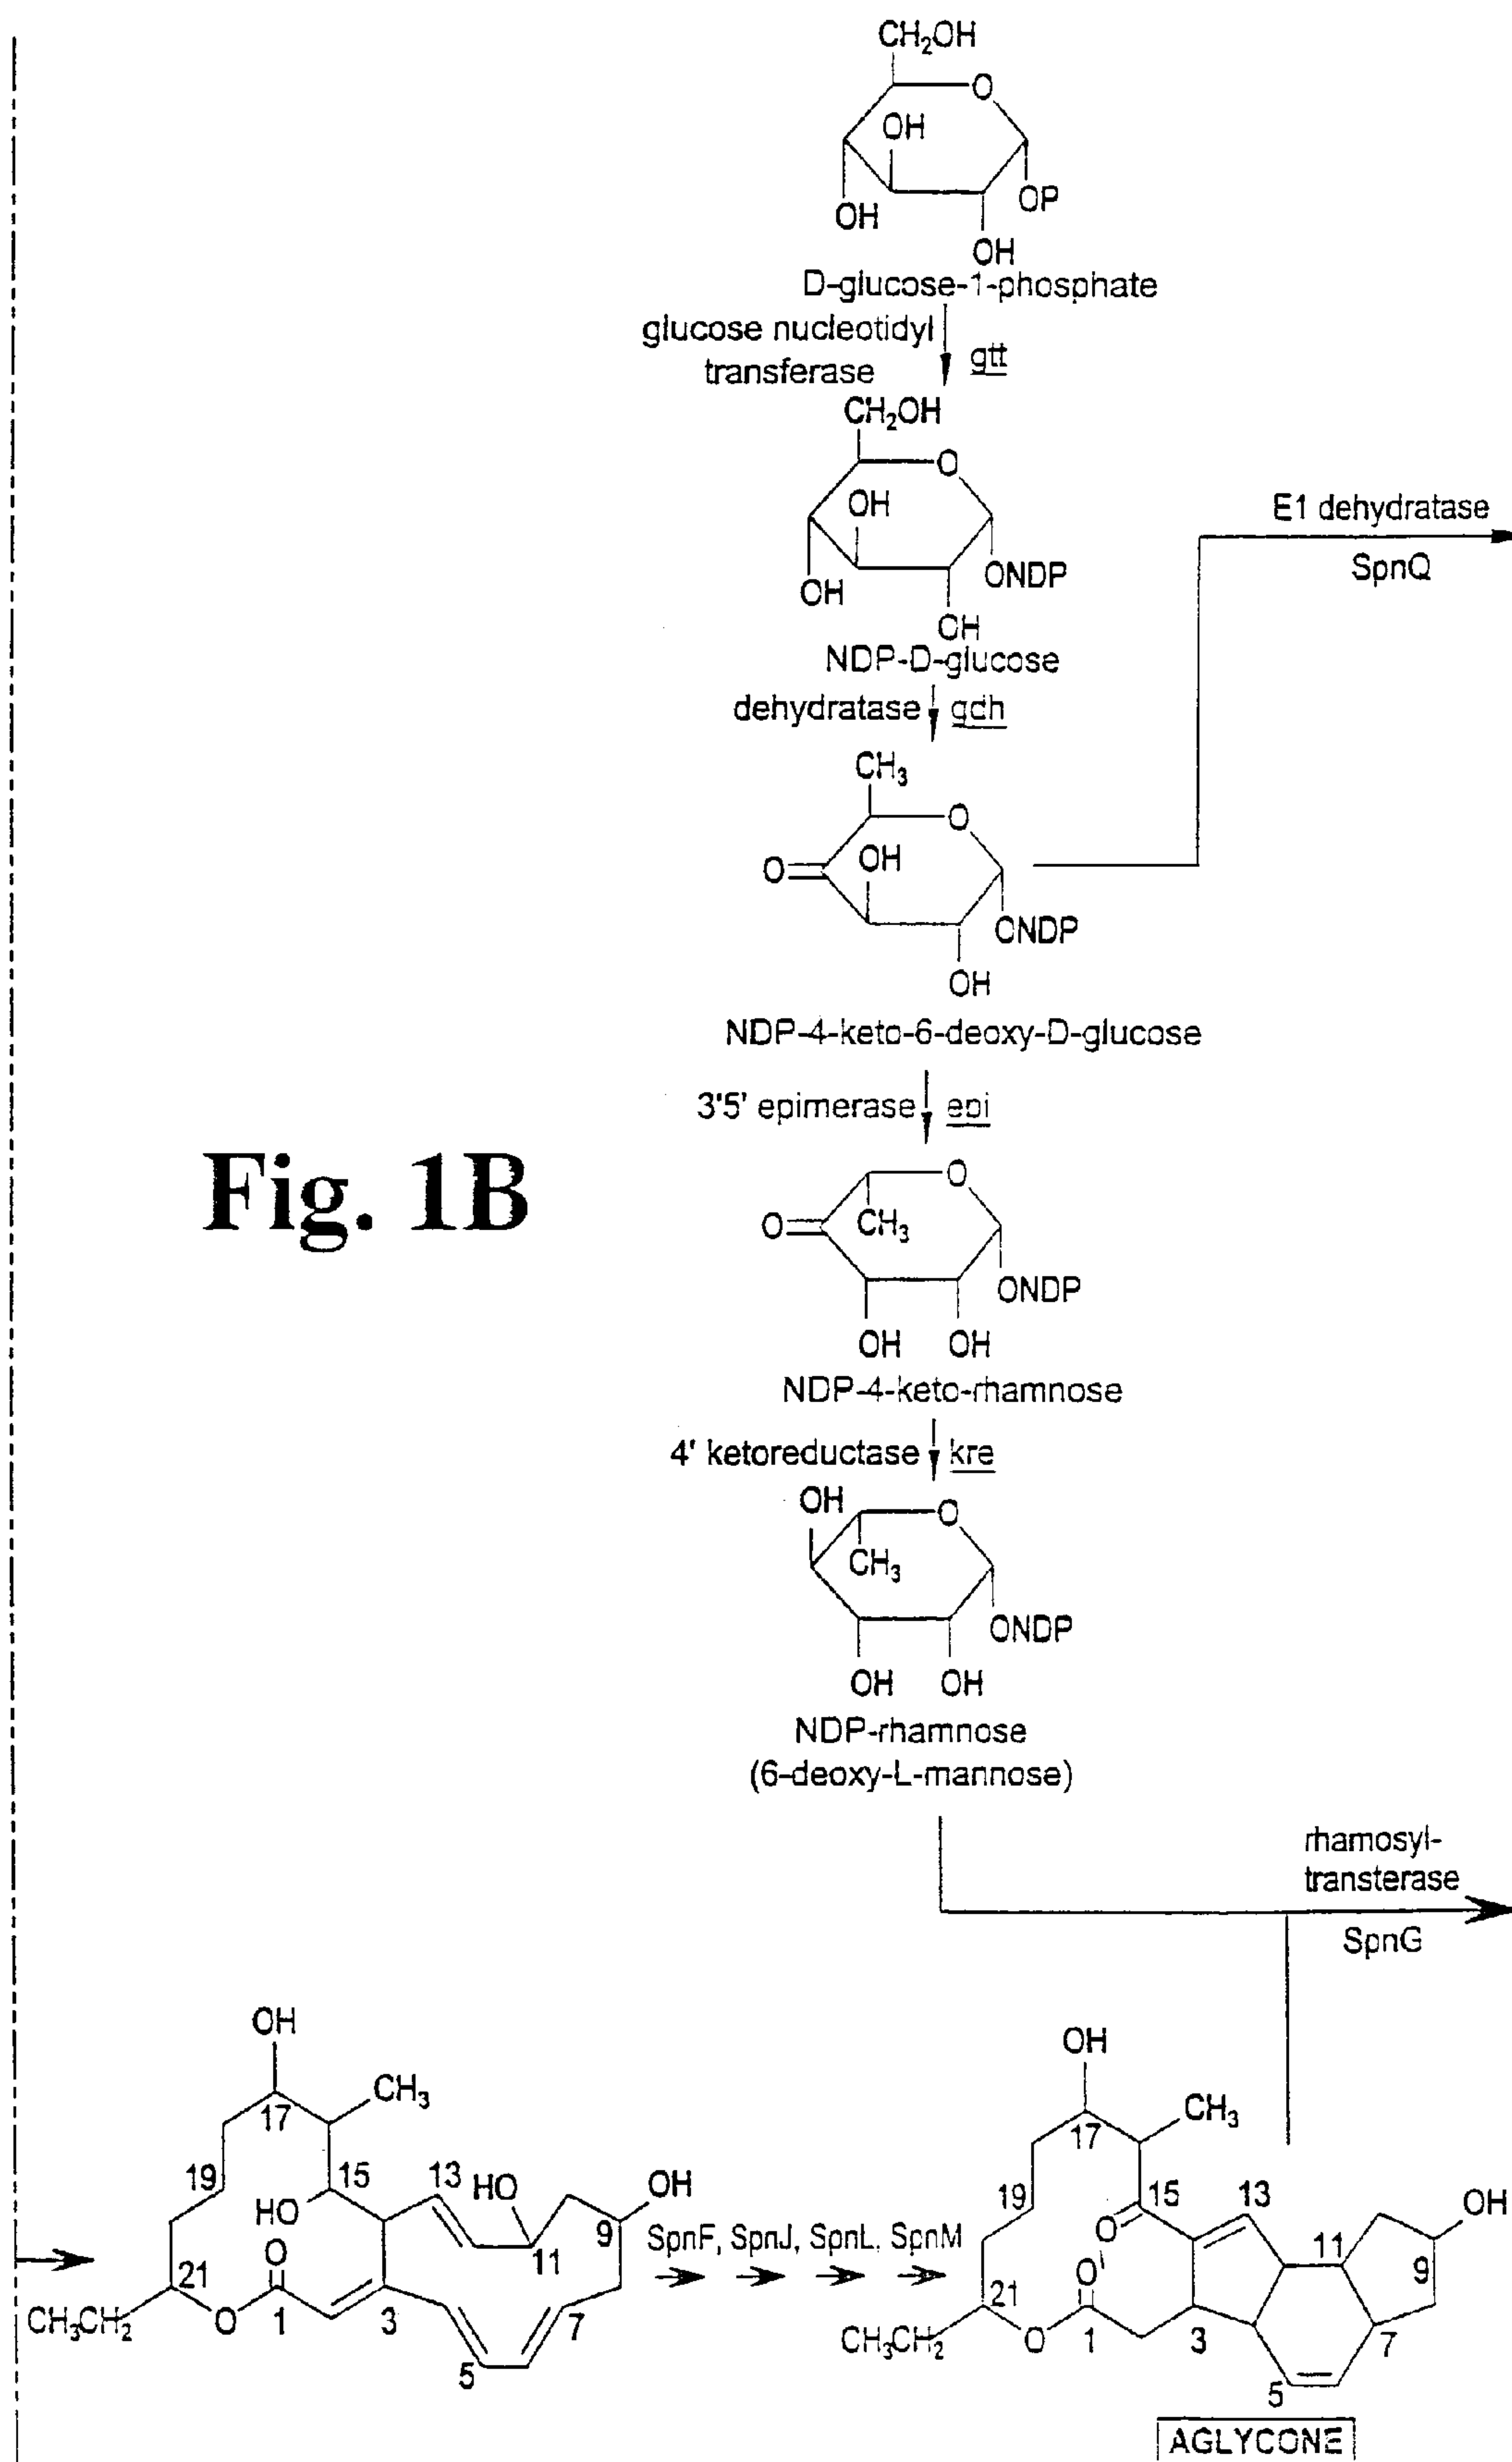 CH2OH
O
OH
OP
OH
OH
D-glucose-1-phosphate
glucose nucleotidyl
transferase
gtt
CH2OH
O
OH
ONDP
OH
OH
NDP-D-glucose
dehydratase
gdh
E1 dehydratase
SpnQ
CH3
O
O
OH
ONDP
OH
NDP-4-keto-6-deoxy-D-glucose
3'5' epimerase
epi
Fig. 1B
O
O
CH3
ONDP
OH OH
NDP-4-keto-rhamnose
4' ketoreductase
kre
OH
O
CH3
ONDP
OH OH
NDP-rhamnose
(6-deoxy-L-mannose)
rhamosyl-
transterase
SpnG
OH
CH3
17
19
15
13
HO
OH
HO
9
11
O
21
CH3CH2
O
1
3
7
5
SpnF, SpnJ, SpnL, SpnM
OH
CH3
17
19
15
13
OH
O
11
9
O
21
CH3CH2
O
1
3
7
5
AGLYCONE